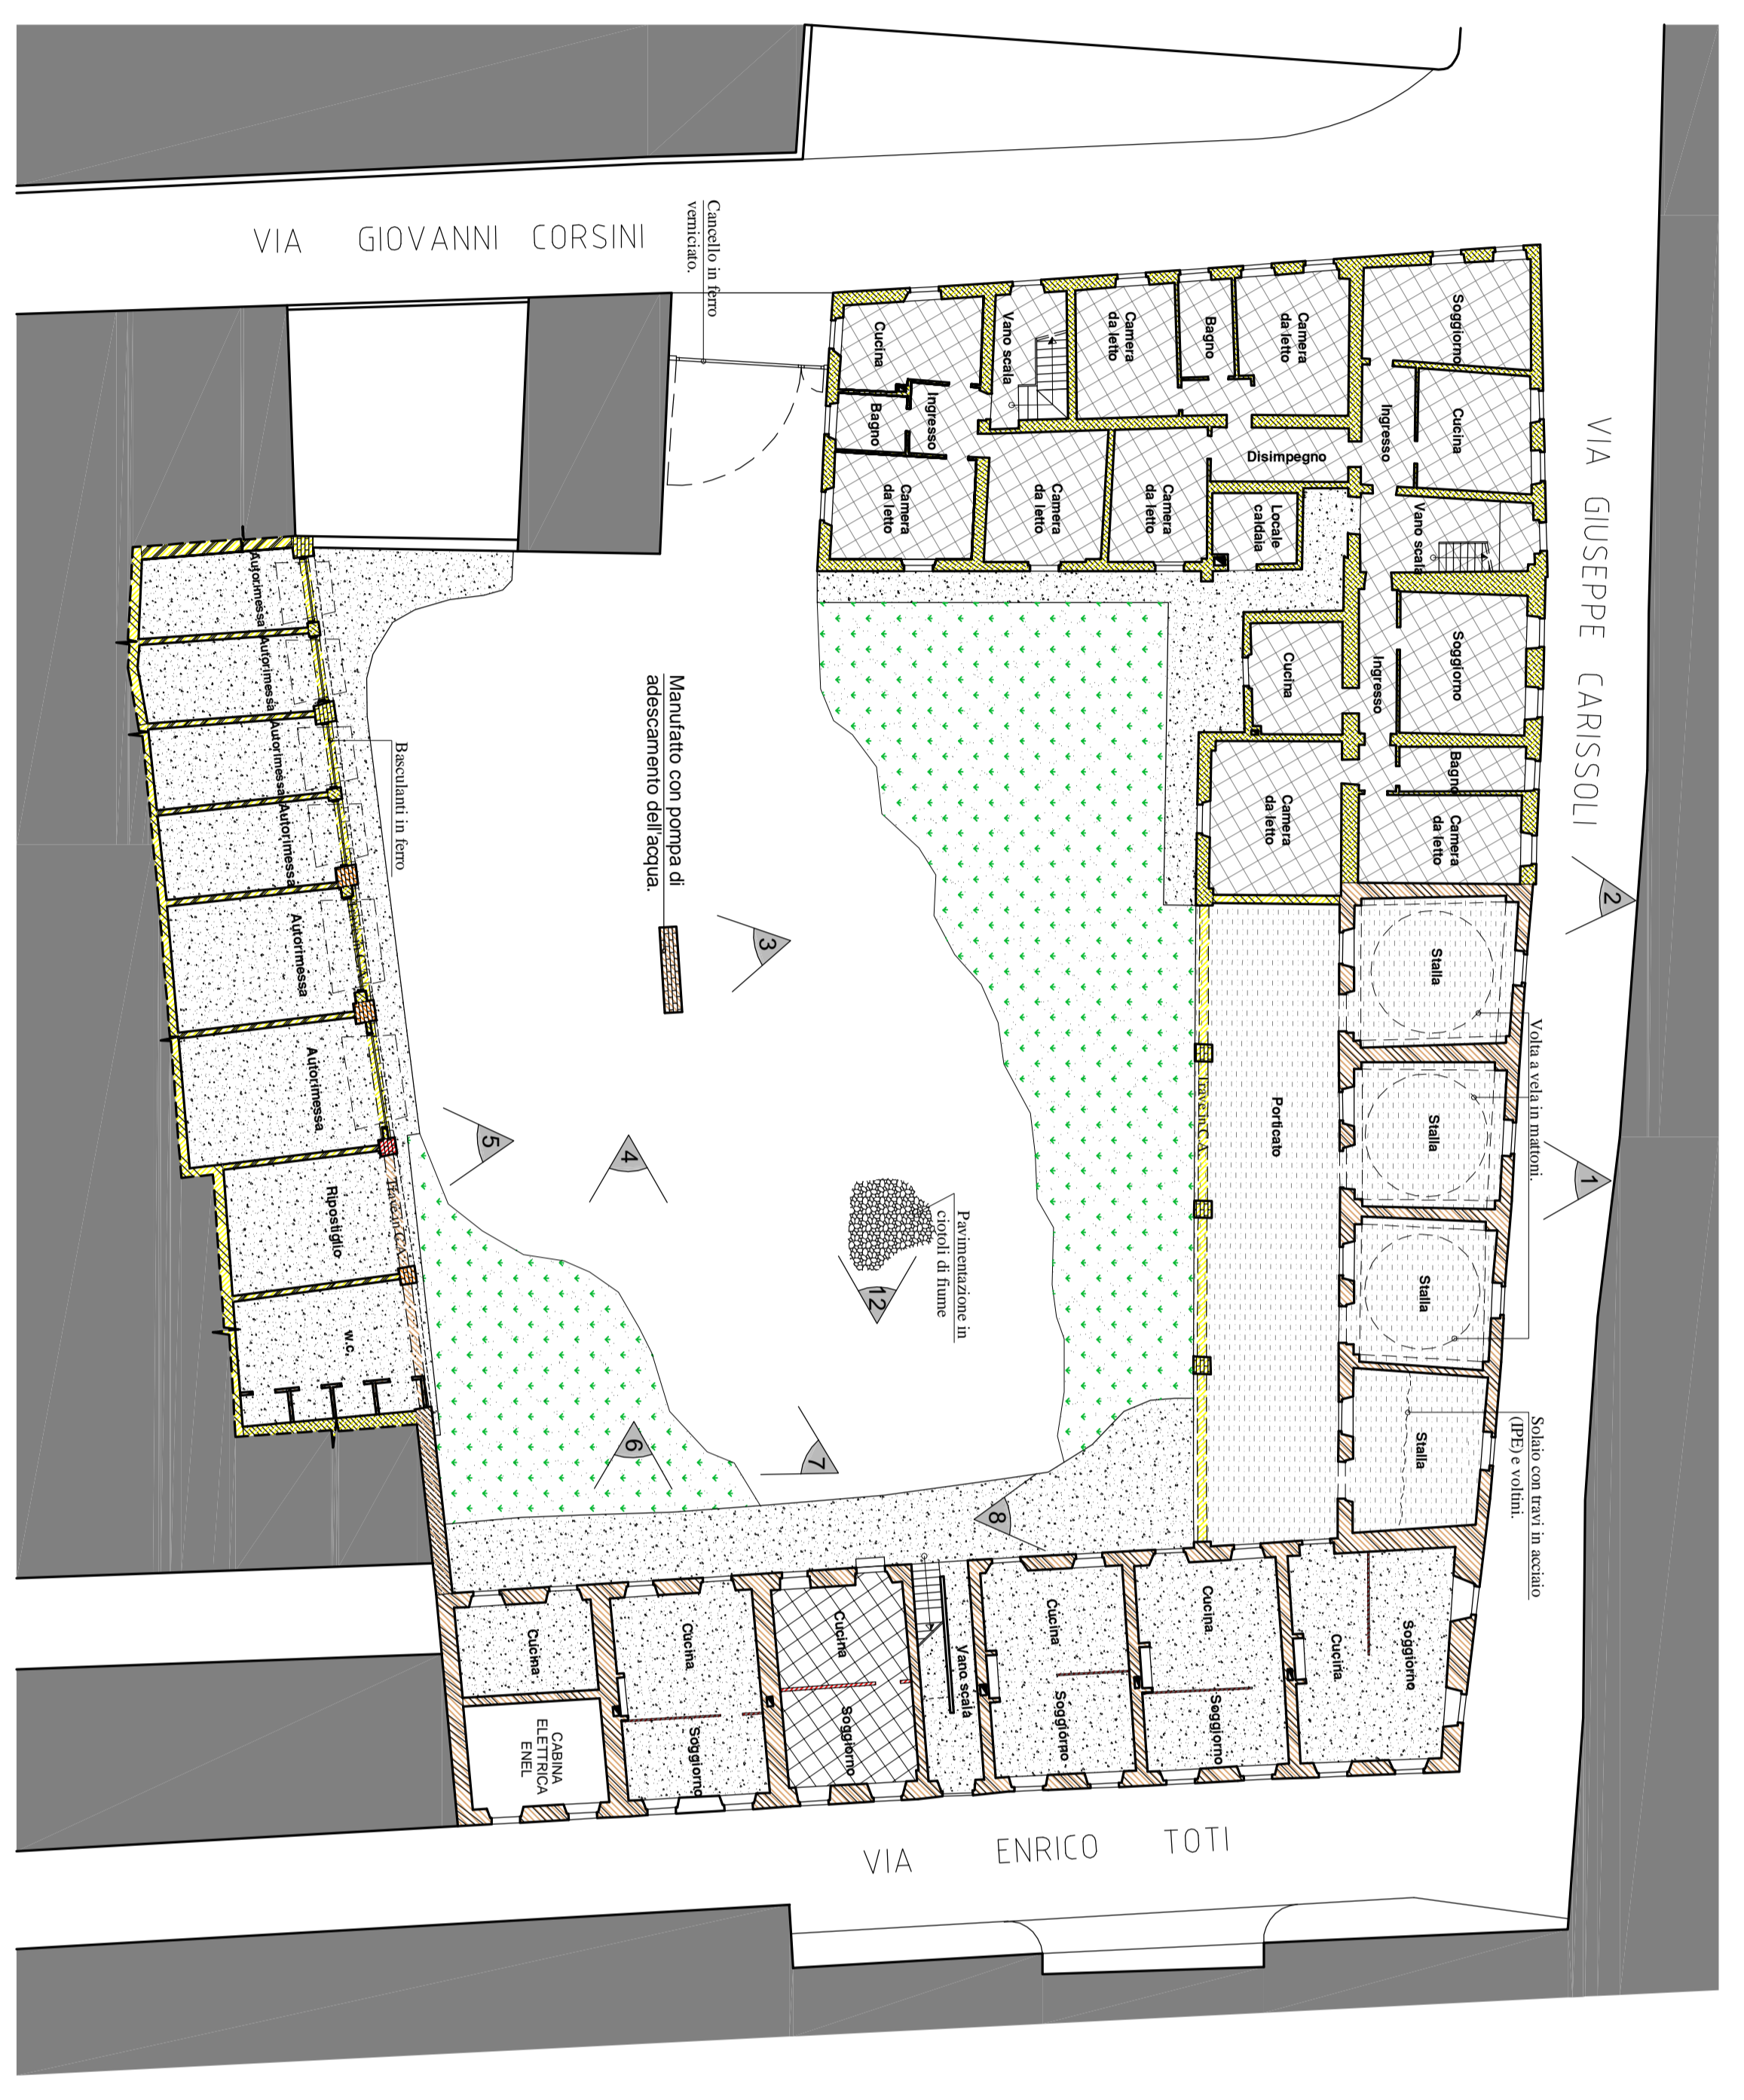 VIA GIOVANNI CORSINI
Cancello in ferro
verniciato.
VIA GIUSEPPE CARISSOLI
Soggiorno
Cucina
Ingresso
Vano scala
Camera
da letto
Bagno
Camera
da letto
Vano scala
Cucina
Ingresso
Bagno
Camera
da letto
Camera
da letto
Camera
da letto
Disimpegno
Locale
caldaia
Soggiorno
Ingresso
Cucina
Bagno
Camera
da letto
Camera
da letto
2
Stalla
Stalla
Stalla
Stalla
Volta a vela in mattoni.
1
Solaio con travi in acciaio
(IPE) e voltini.
Porticato
Trave in C.A.
Autorimessa
Autorimessa
Autorimessa
Autorimessa
Autorimessa
Autorimessa
Ripostiglio
w.c.
Basculanti in ferro
Trave in C.A.
Manufatto con pompa di
adescamento dell'acqua.
3
4
5
Pavimentazione in
ciotoli di fiume
12
6
7
8
Soggiorno
Cucina
Cucina
Soggiorno
Cucina
Soggiorno
Vano scala
Cucina
Soggiorno
Cucina
Soggiorno
Cucina
CABINA
ELETTRICA
ENEL
VIA ENRICO TOTI